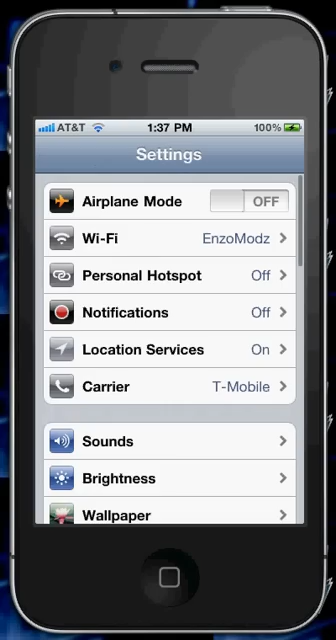 AT&T 1:37 PM 100%
Settings
Airplane Mode OFF
Wi-Fi EnzoModz
Personal Hotspot Off
Notifications Off
Location Services On
Carrier T-Mobile
Sounds
Brightness
Wallpaper